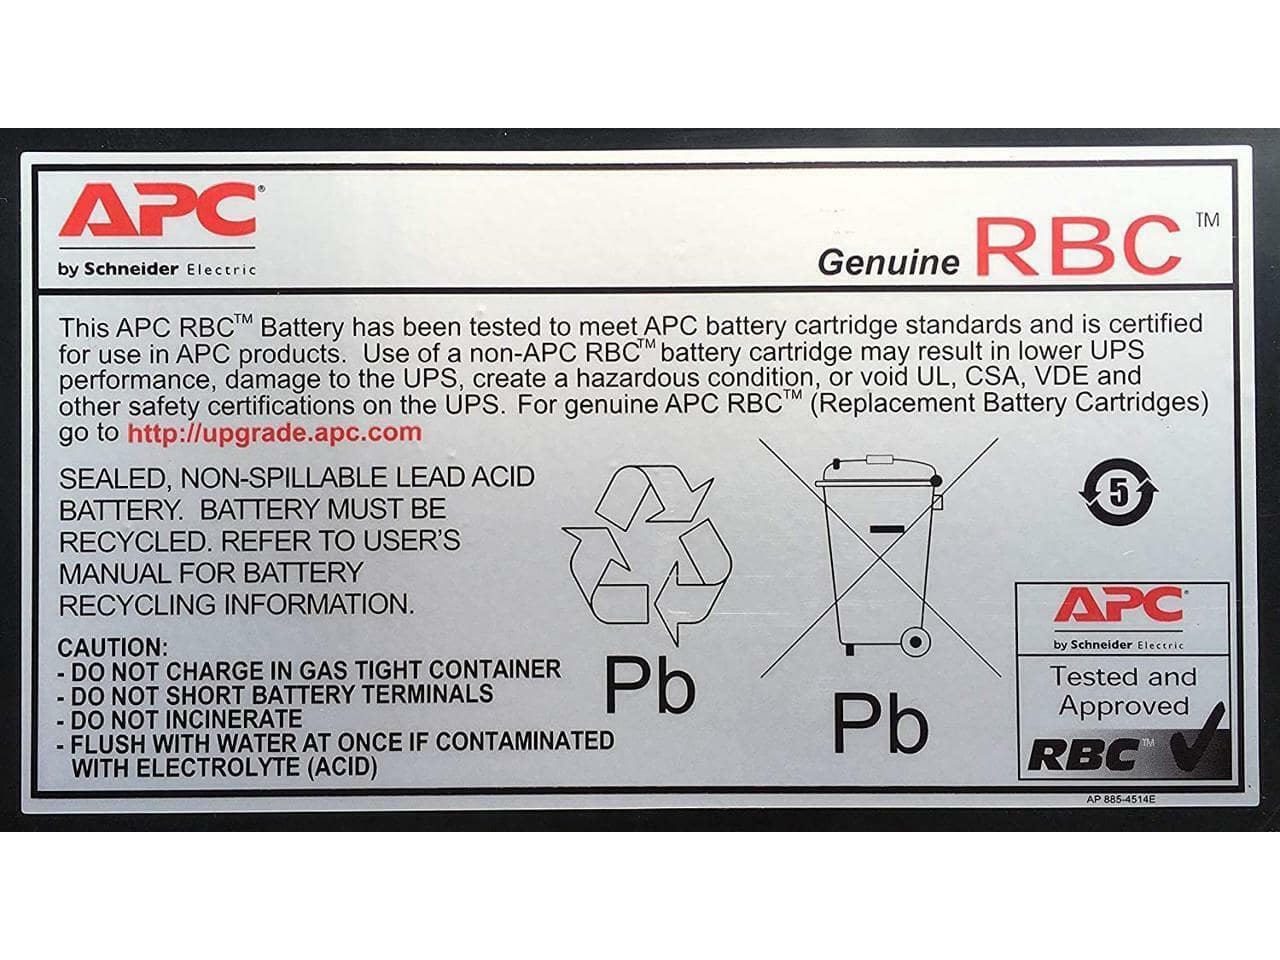 APC®
by Schneider Electric
Genuine RBC™
This APC RBC™ Battery has been tested to meet APC battery cartridge standards and is certified
for use in APC products.  Use of a non-APC RBC™ battery cartridge may result in lower UPS
performance, damage to the UPS, create a hazardous condition, or void UL, CSA, VDE and
other safety certifications on the UPS.  For genuine APC RBC™ (Replacement Battery Cartridges)
go to http://upgrade.apc.com
SEALED, NON-SPILLABLE LEAD ACID
BATTERY.  BATTERY MUST BE
RECYCLED. REFER TO USER'S
MANUAL FOR BATTERY
RECYCLING INFORMATION.
CAUTION:
- DO NOT CHARGE IN GAS TIGHT CONTAINER
- DO NOT SHORT BATTERY TERMINALS
- DO NOT INCINERATE
- FLUSH WITH WATER AT ONCE IF CONTAMINATED
WITH ELECTROLYTE (ACID)
Pb
Pb
5
APC®
by Schneider Electric
Tested and
Approved
RBC™
AP 885-4514E